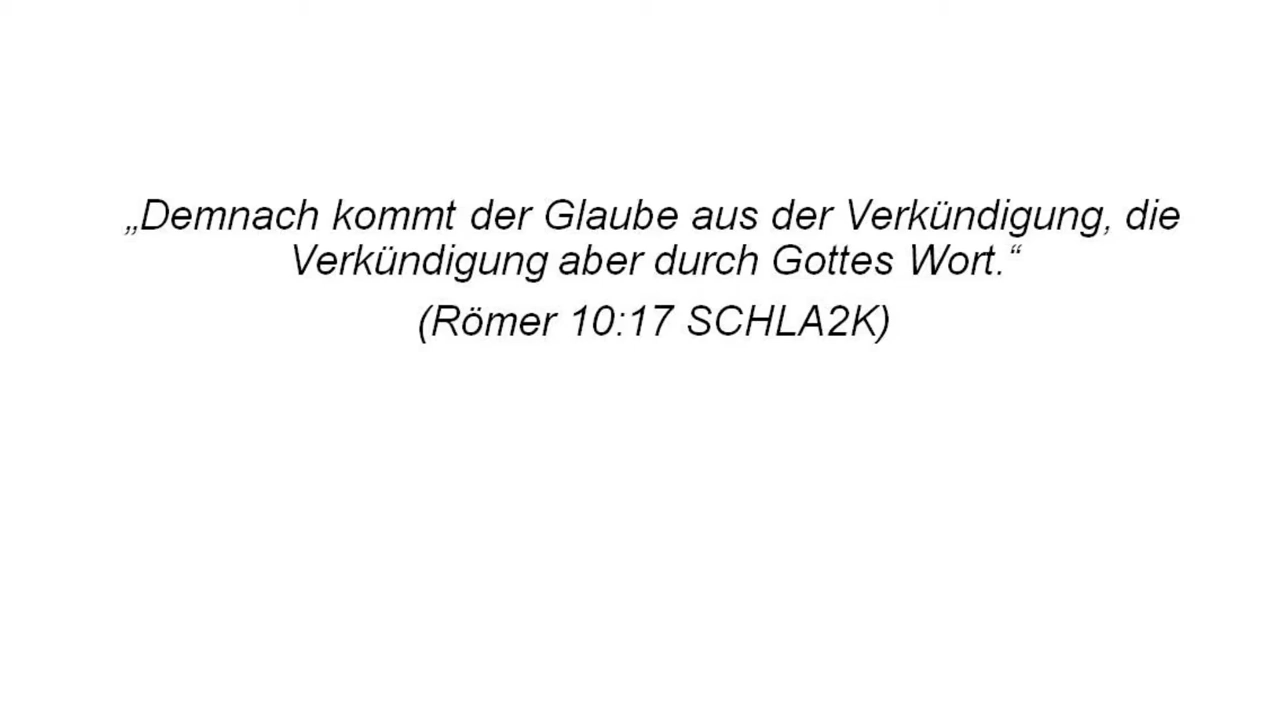 „Demnach kommt der Glaube aus der Verkündigung, die
Verkündigung aber durch Gottes Wort.“
(Römer 10:17 SCHLA2K)